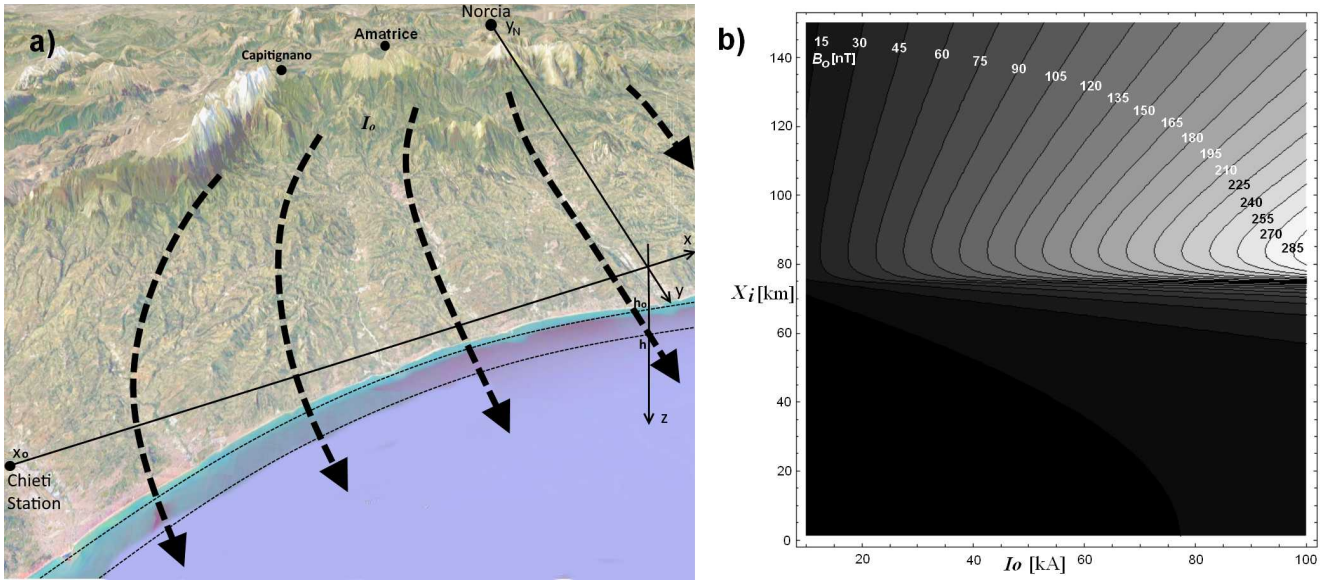 a)
Norcia
yN
Amatrice
Capitignano
Io
x
y
ho
h
z
xo
Chieti
Station
b)
15 30 45 60 75 90 105 120 135 150 165 180 195 210 225 240 255 270 285
Bo[nT]
140
120
100
80
Xi[km]
60
40
20
0
20 40 60 80 100
Io [kA]